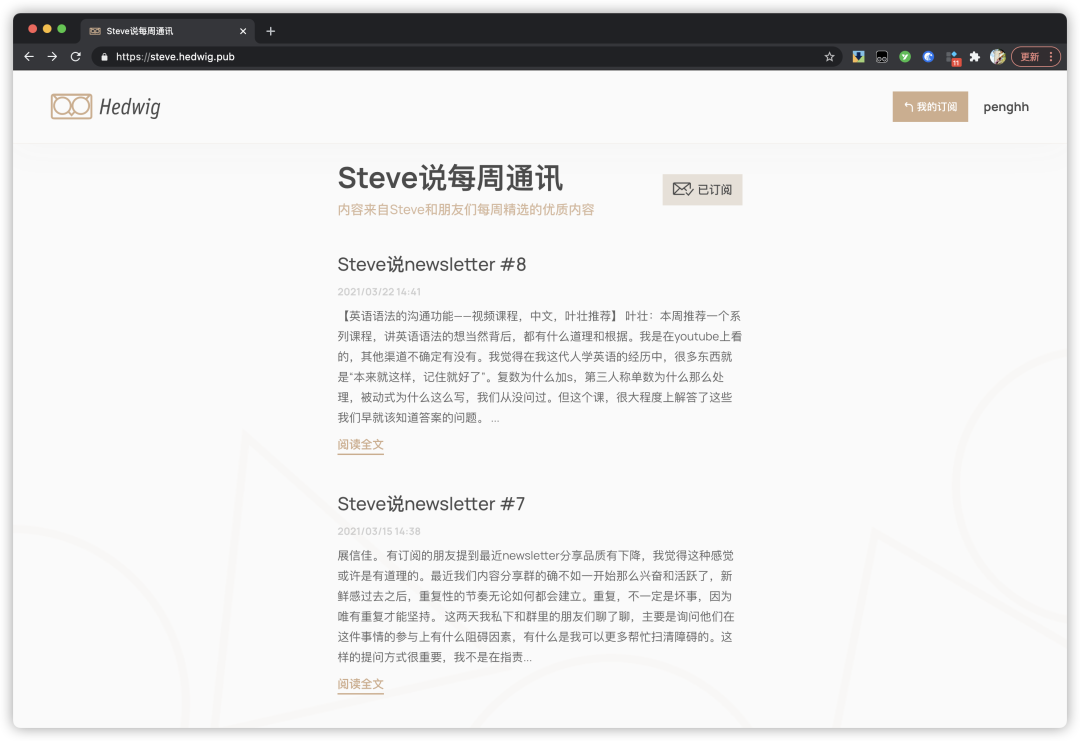 Steve说每周通讯
https://steve.hedwig.pub
11
更新
Hedwig
我的订阅
penghh
Steve说每周通讯
已订阅
内容来自Steve和朋友们每周精选的优质内容
Steve说newsletter #8
2021/03/22 14:41
【英语语法的沟通功能——视频课程，中文，叶壮推荐】 叶壮：本周推荐一个系
列课程，讲英语语法的想当然背后，都有什么道理和根据。我是在youtube上看
的，其他渠道不确定有没有。我觉得在我这代人学英语的经历中，很多东西就
是“本来就这样，记住就好了”。复数为什么加s，第三人称单数为什么那么处
理，被动式为什么这么写，我们从没问过。但这个课，很大程度上解答了这些
我们早就该知道答案的问题。 ...
阅读全文
Steve说newsletter #7
2021/03/15 14:38
展信佳。 有订阅的朋友提到最近newsletter分享品质有下降，我觉得这种感觉
或许是有道理的。最近我们内容分享群的确不如一开始那么兴奋和活跃了，新
鲜感过去之后，重复性的节奏无论如何都会建立。重复，不一定是坏事，因为
唯有重复才能坚持。 这两天我私下和群里的朋友们聊了聊，主要是询问他们在
这件事情的参与上有什么阻碍因素，有什么是我可以更多帮忙扫清障碍的。这
样的提问方式很重要，我不是在指责...
阅读全文